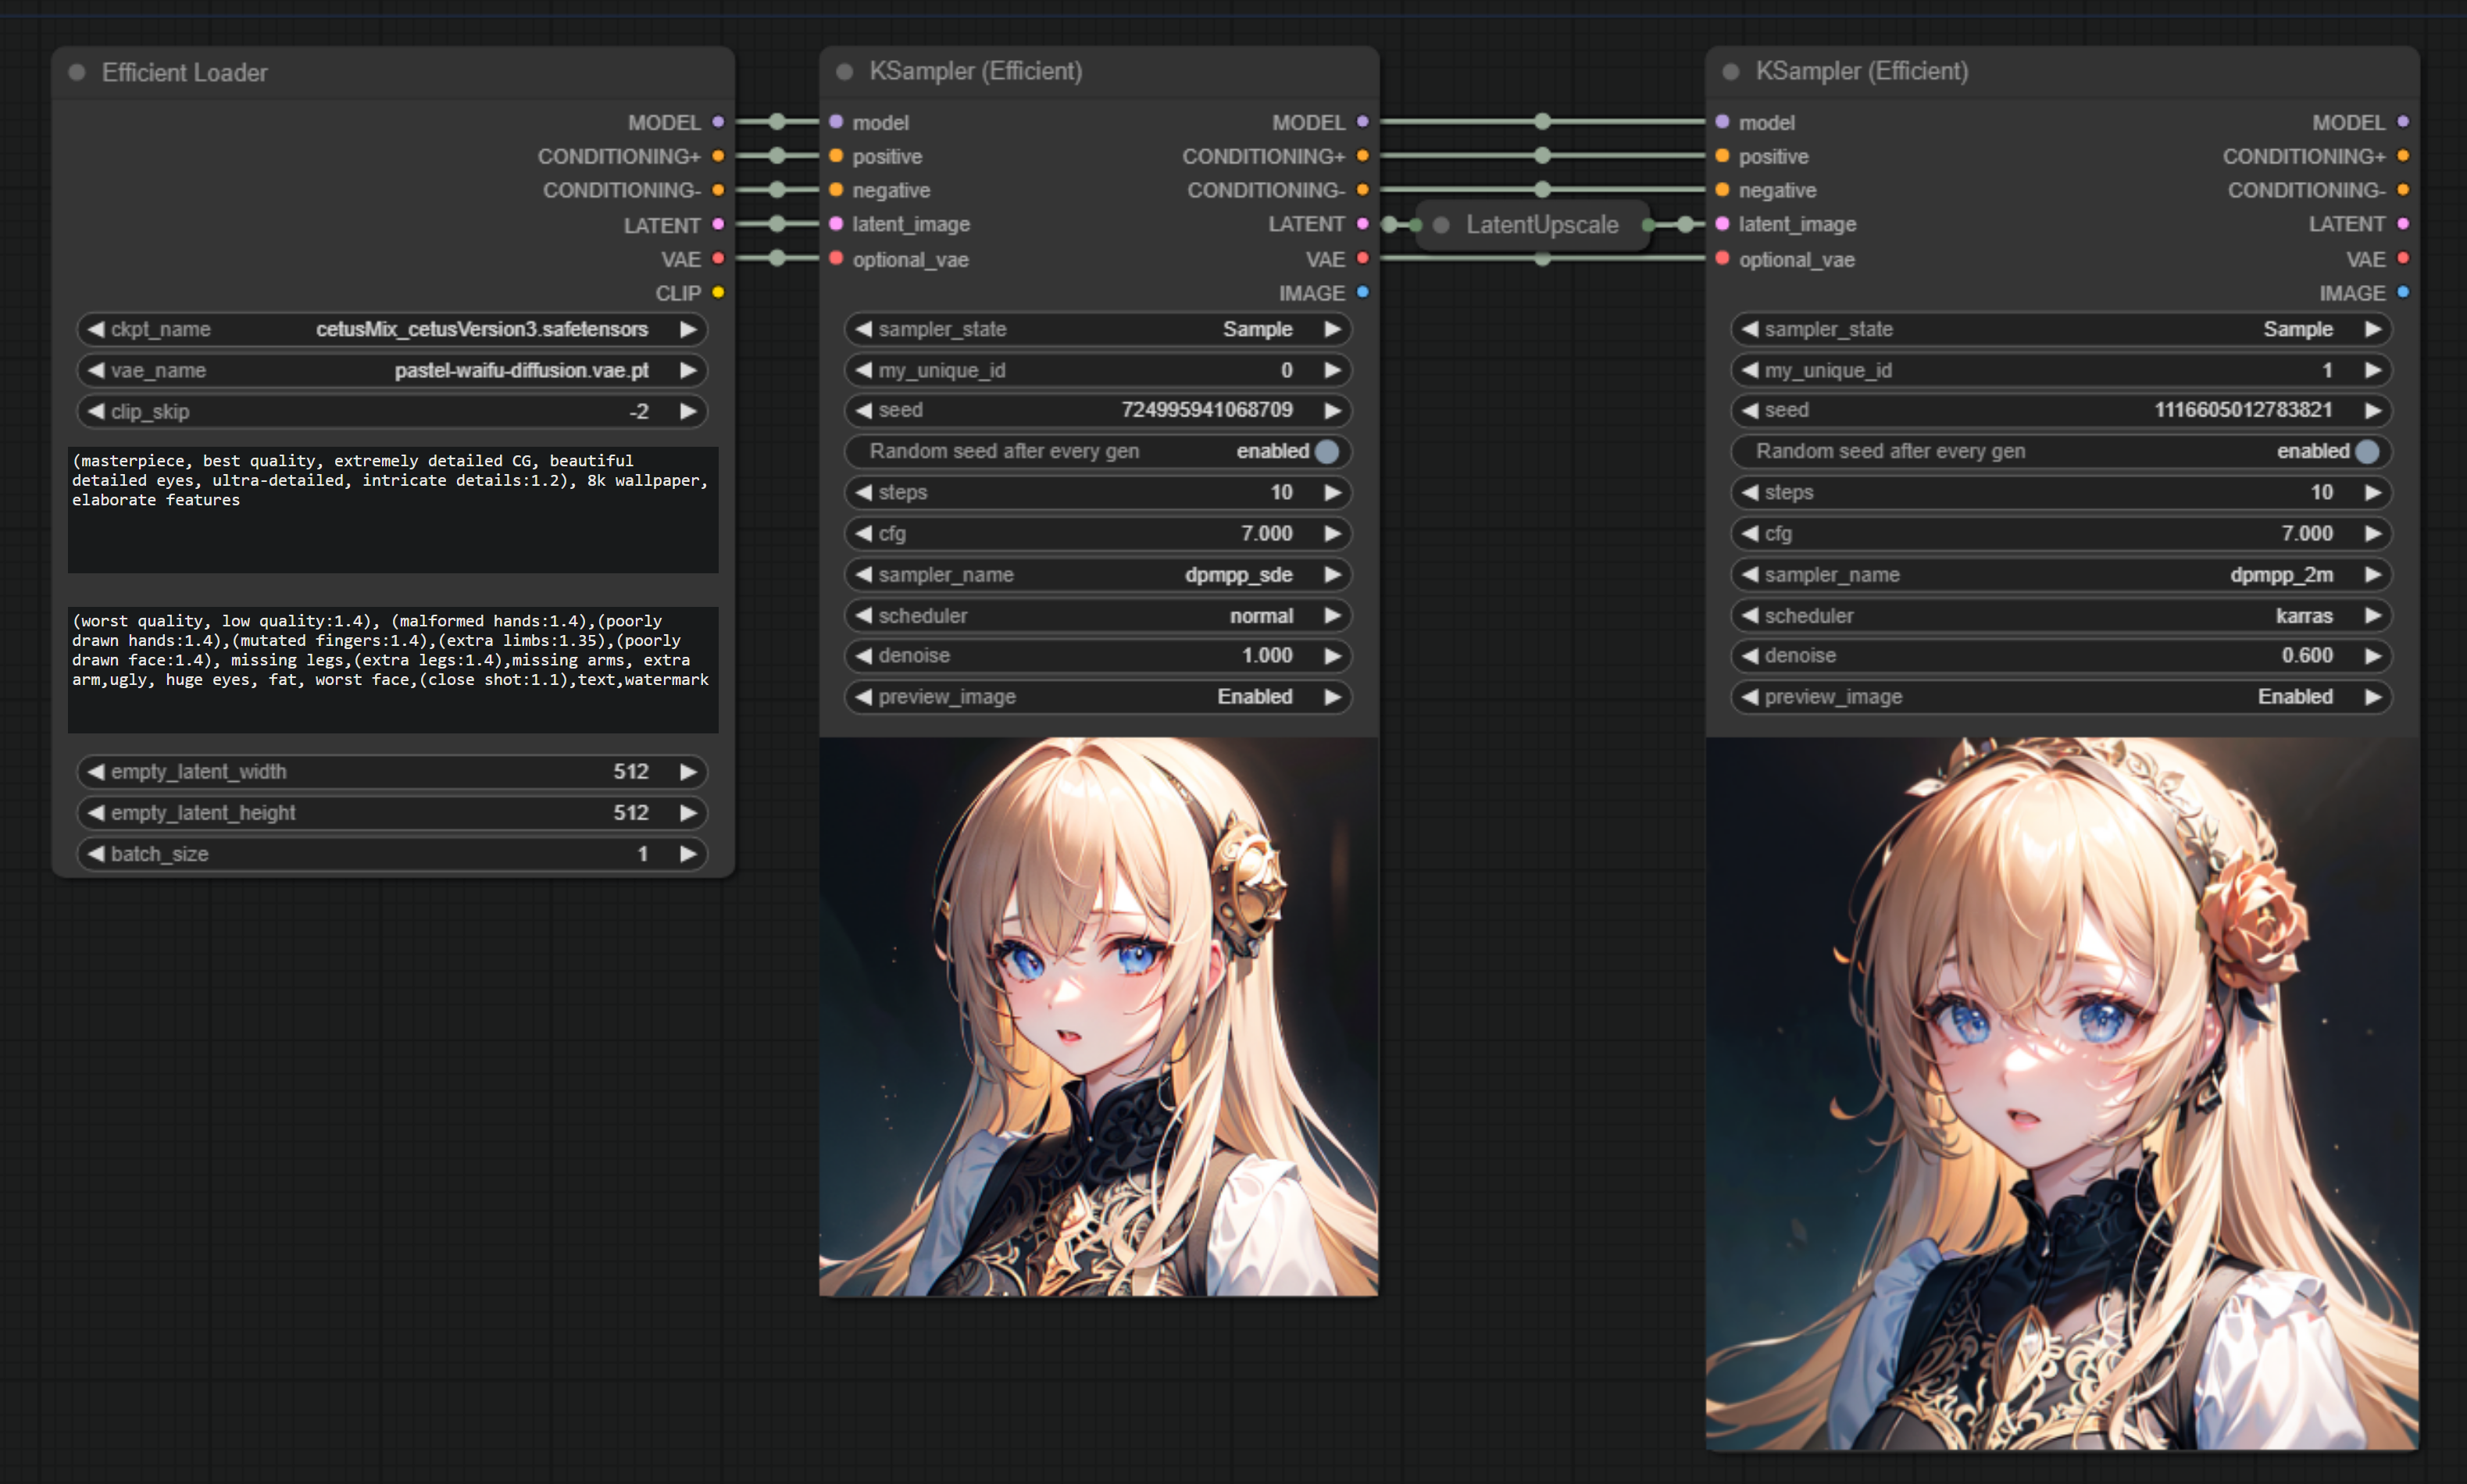 Efficient Loader
MODEL
CONDITIONING+
CONDITIONING-
LATENT
VAE
CLIP
ckpt_name cetusMix_cetusVersion3.safetensors
vae_name pastel-waifu-diffusion.vae.pt
clip_skip -2
(masterpiece, best quality, extremely detailed CG, beautiful
detailed eyes, ultra-detailed, intricate details:1.2), 8k wallpaper,
elaborate features
(worst quality, low quality:1.4), (malformed hands:1.4),(poorly
drawn hands:1.4),(mutated fingers:1.4),(extra limbs:1.35),(poorly
drawn face:1.4), missing legs,(extra legs:1.4),missing arms, extra
arm,ugly, huge eyes, fat, worst face,(close shot:1.1),text,watermark
empty_latent_width 512
empty_latent_height 512
batch_size 1
KSampler (Efficient)
model MODEL
positive CONDITIONING+
negative CONDITIONING-
latent_image LATENT
optional_vae VAE
IMAGE
sampler_state Sample
my_unique_id 0
seed 724995941068709
Random seed after every gen enabled
steps 10
cfg 7.000
sampler_name dpmpp_sde
scheduler normal
denoise 1.000
preview_image Enabled
LatentUpscale
KSampler (Efficient)
model MODEL
positive CONDITIONING+
negative CONDITIONING-
latent_image LATENT
optional_vae VAE
IMAGE
sampler_state Sample
my_unique_id 1
seed 1116605012783821
Random seed after every gen enabled
steps 10
cfg 7.000
sampler_name dpmpp_2m
scheduler karras
denoise 0.600
preview_image Enabled